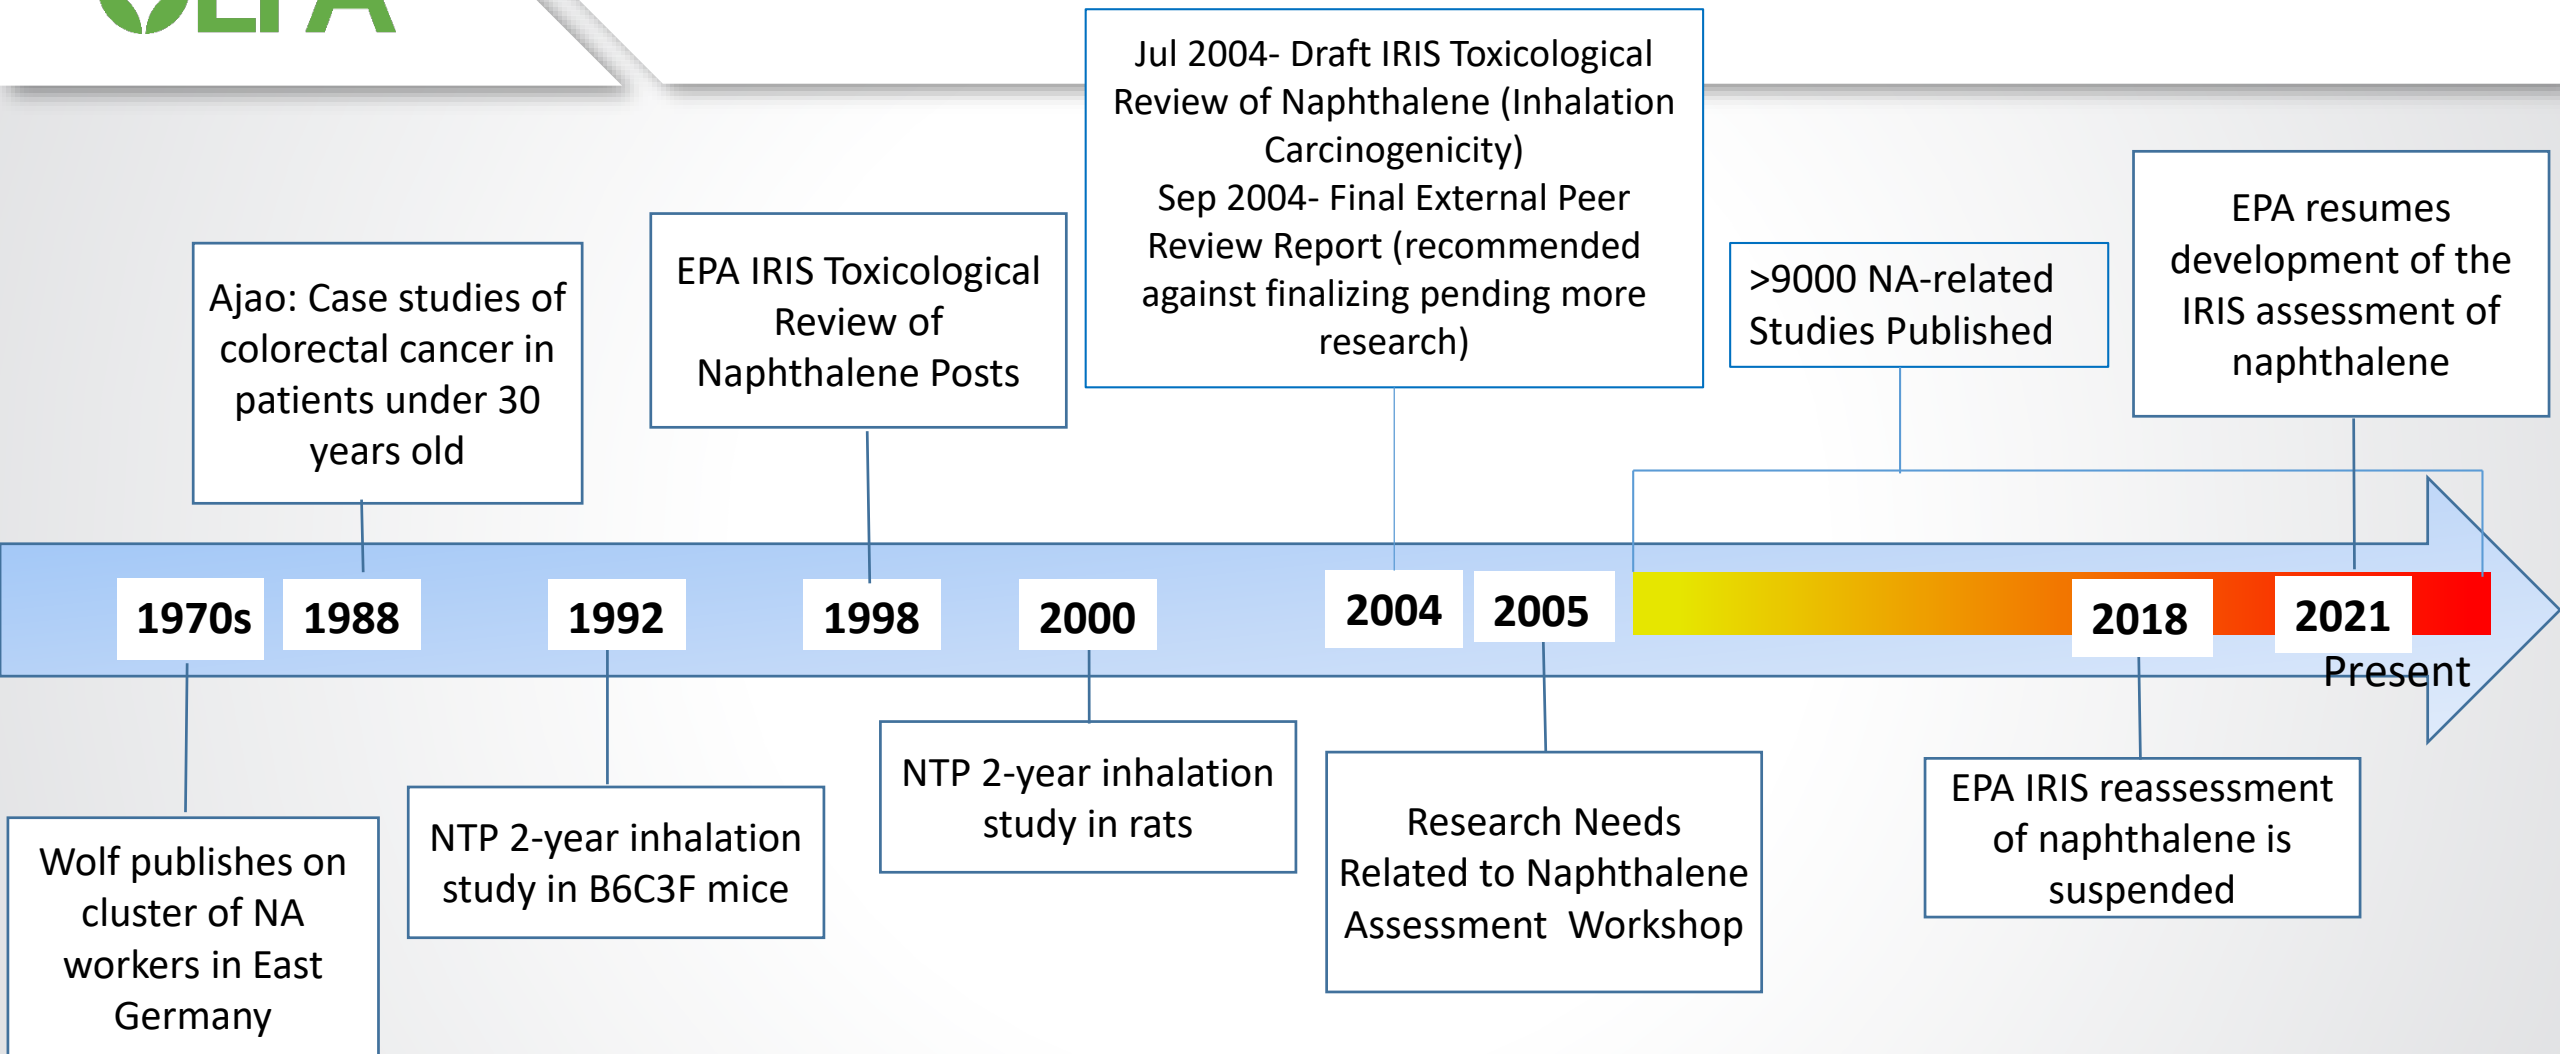 EPA
Jul 2004- Draft IRIS Toxicological
Review of Naphthalene (Inhalation
Carcinogenicity)
Sep 2004- Final External Peer
Review Report (recommended
against finalizing pending more
research)
EPA resumes
development of the
IRIS assessment of
naphthalene
EPA IRIS Toxicological
Review of
Naphthalene Posts
Ajao: Case studies of
colorectal cancer in
patients under 30
years old
>9000 NA-related
Studies Published
1970s
1988
1992
1998
2000
2004
2005
2018
2021
Present
Wolf publishes on
cluster of NA
workers in East
Germany
NTP 2-year inhalation
study in B6C3F mice
NTP 2-year inhalation
study in rats
Research Needs
Related to Naphthalene
Assessment  Workshop
EPA IRIS reassessment
of naphthalene is
suspended